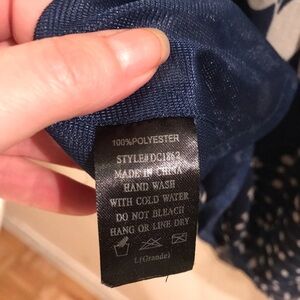 100%POLYESTER
STYLE#DC1862
MADE IN CHINA
HAND WASH
WITH COLD WATER
DO NOT BLEACH
HANG OR LINE DRY
L(Grande)